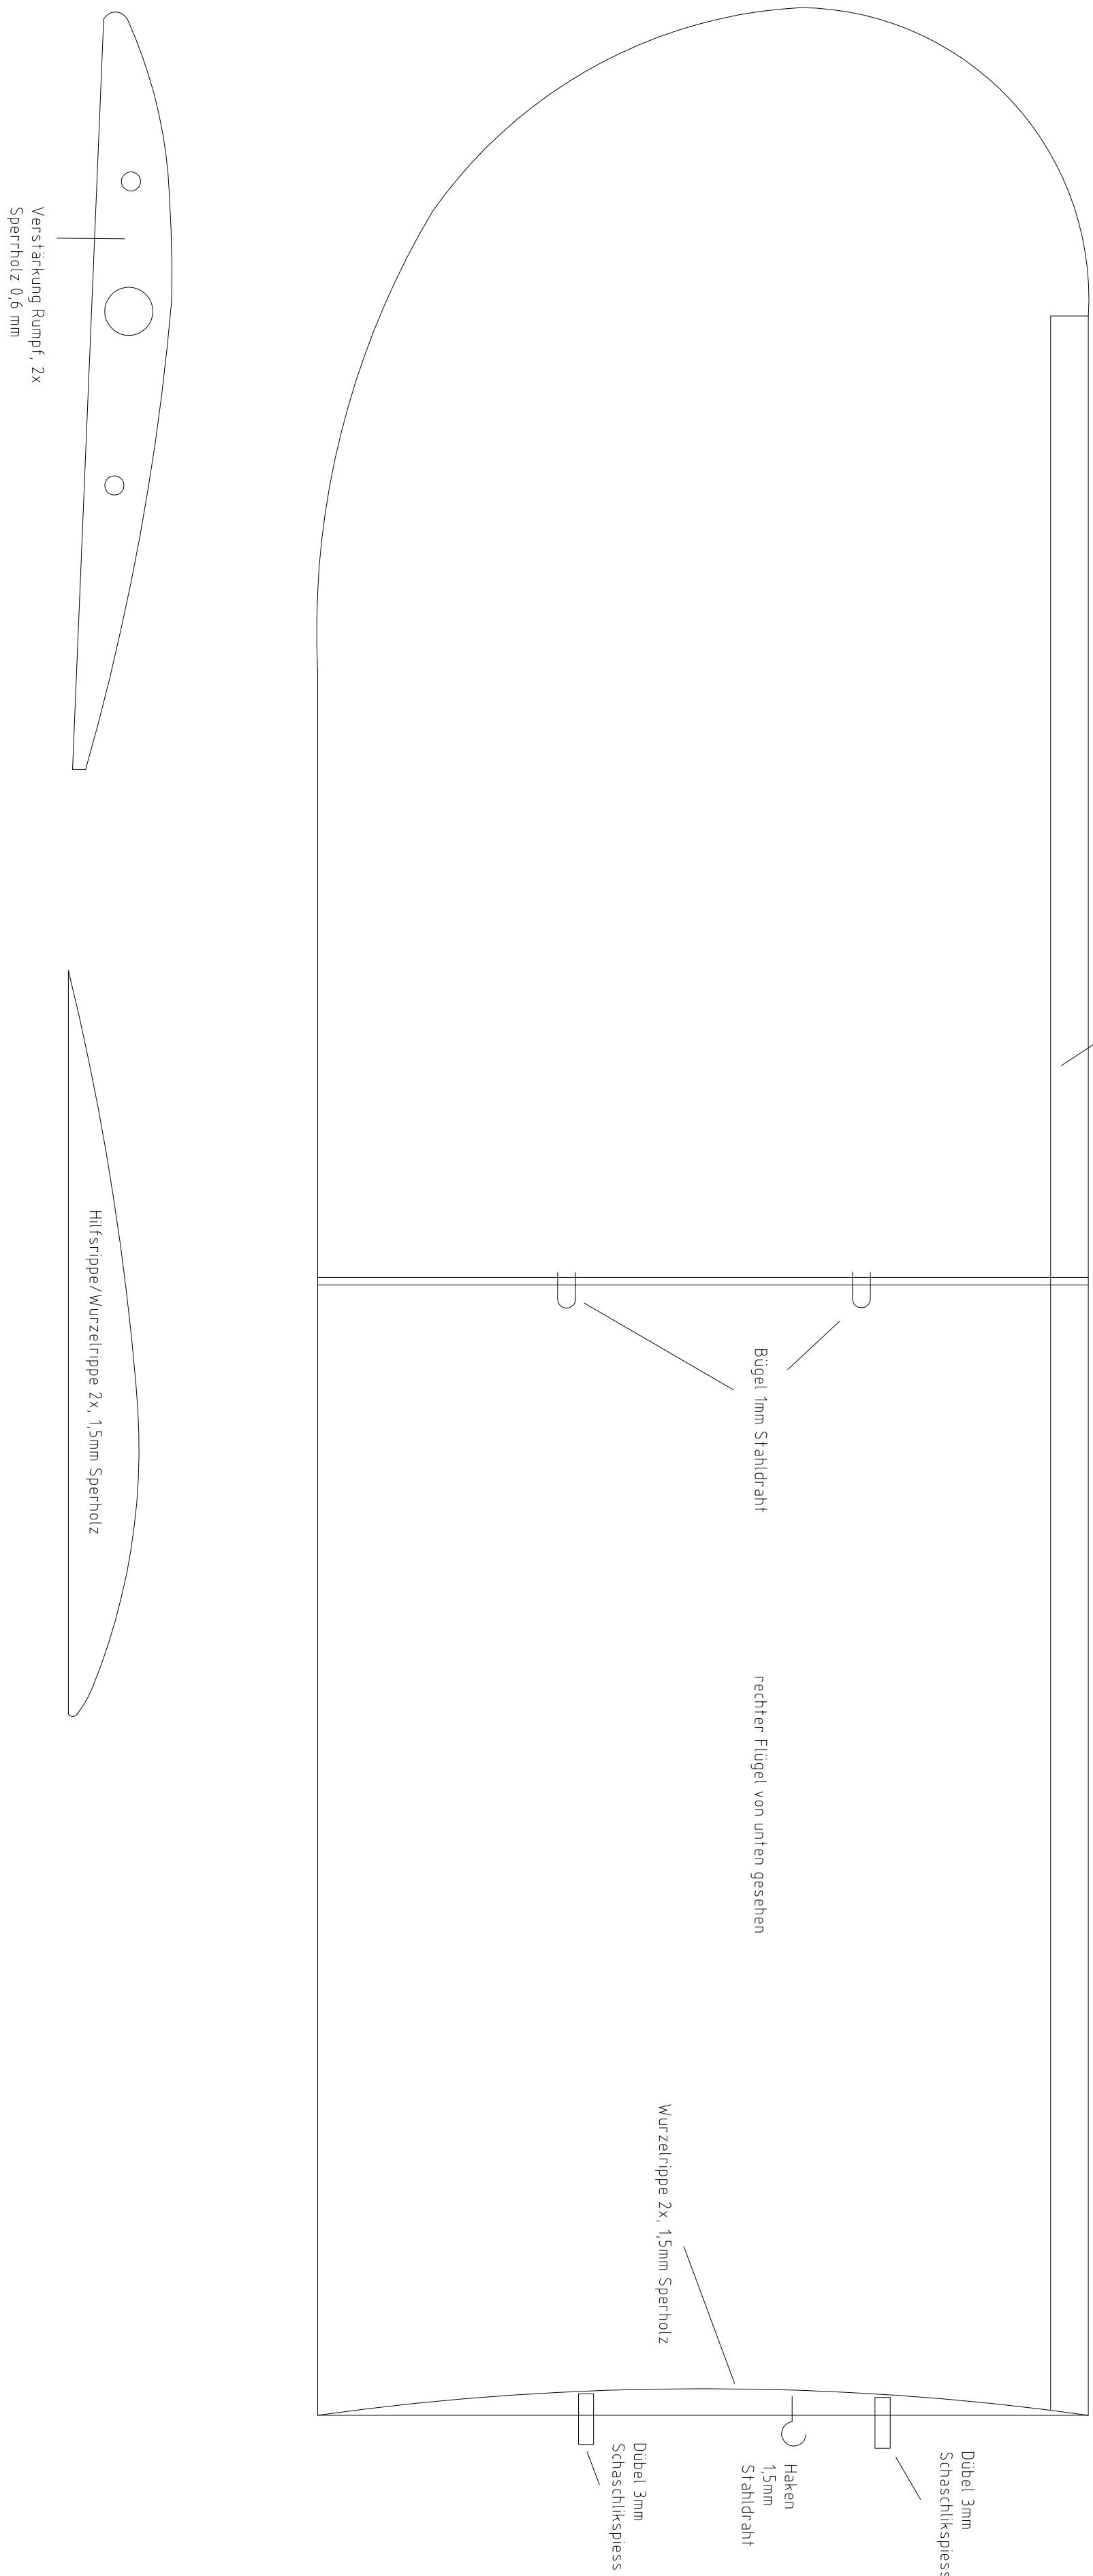 Verstärkung Rumpf, 2x
Sperrholz 0,6 mm
Hilfsrippe/Wurzelrippe 2x, 1,5mm Sperholz
Bügel 1mm Stahldraht
rechter Flügel von unten gesehen
Wurzelrippe 2x, 1,5mm Sperholz
Dübel 3mm
Schaschlikspiess
Haken
1,5mm
Stahldraht
Dübel 3mm
Schaschlikspiess